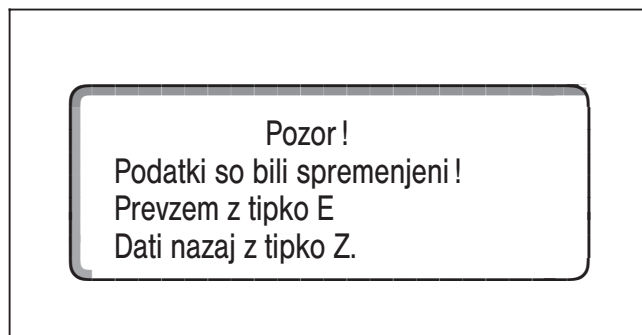 Pozor !
Podatki so bili spremenjeni !
Prevzem z tipko E
Dati nazaj z tipko Z.